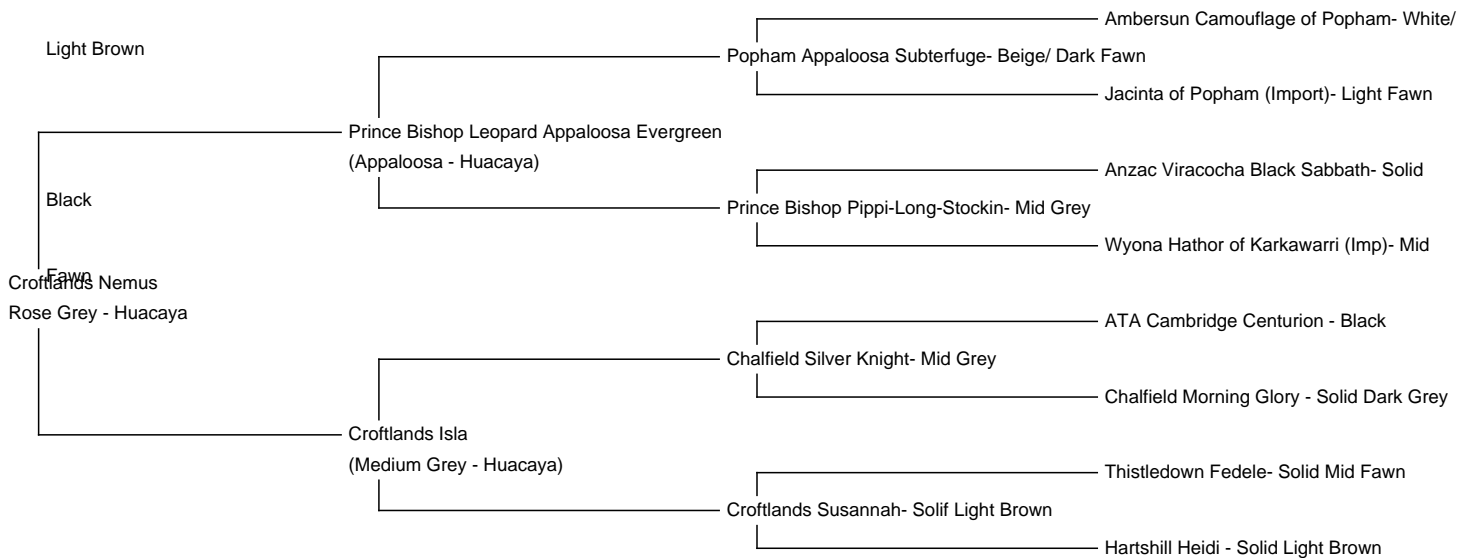 Ambersun Camouflage of Popham- White/
Light Brown
Popham Appaloosa Subterfuge- Beige/ Dark Fawn
Jacinta of Popham (Import)- Light Fawn
Prince Bishop Leopard Appaloosa Evergreen
(Appaloosa - Huacaya)
Anzac Viracocha Black Sabbath- Solid
Black
Prince Bishop Pippi-Long-Stockin- Mid Grey
Wyona Hathor of Karkawarri (Imp)- Mid
Fawn
Croftlands Nemus
Rose Grey - Huacaya
ATA Cambridge Centurion - Black
Chalfield Silver Knight- Mid Grey
Chalfield Morning Glory - Solid Dark Grey
Croftlands Isla
(Medium Grey - Huacaya)
Thistledown Fedele- Solid Mid Fawn
Croftlands Susannah- Solif Light Brown
Hartshill Heidi - Solid Light Brown